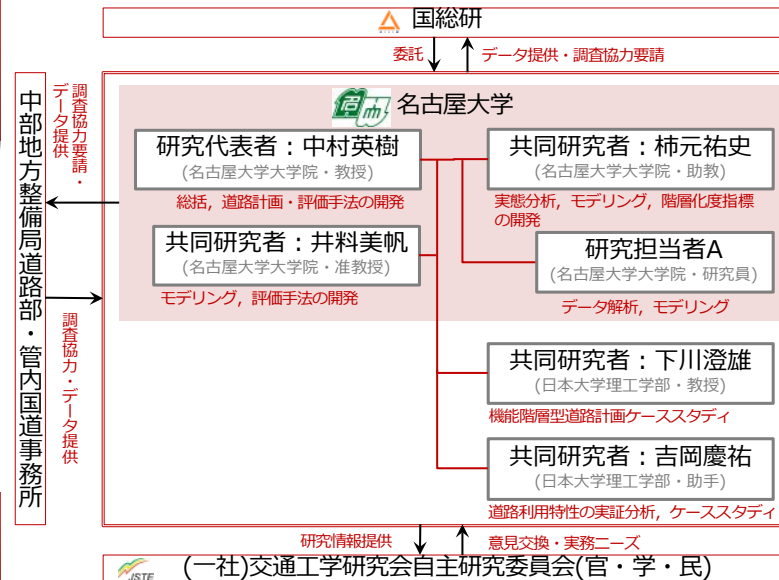 国総研
委託
データ提供・調査協力要請
中部地方整備局道路部・管内国道事務所
調査協力要請・
データ提供
調査協力・データ提供
名古屋大学
研究代表者：中村英樹
(名古屋大学大学院・教授)
総括，道路計画・評価手法の開発
共同研究者：井料美帆
(名古屋大学大学院・准教授)
モデリング，評価手法の開発
共同研究者：柿元祐史
(名古屋大学大学院・助教)
実態分析，モデリング，階層化度指標
の開発
研究担当者A
(名古屋大学大学院・研究員)
データ解析，モデリング
共同研究者：下川澄雄
(日本大学理工学部・教授)
機能階層型道路計画ケーススタディ
共同研究者：吉岡慶祐
(日本大学理工学部・助手)
道路利用特性の実証分析，ケーススタディ
研究情報提供
意見交換・実務ニーズ
JSTE
(一社)交通工学研究会自主研究委員会(官・学・民)